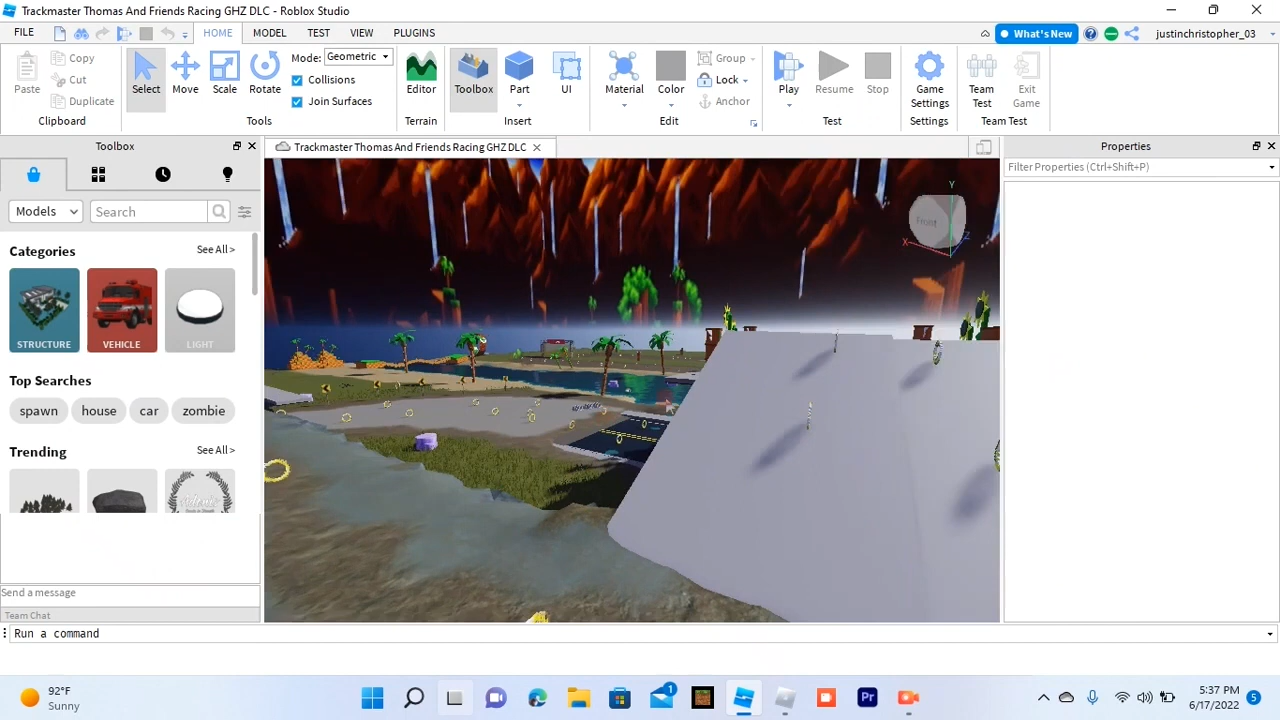 Trackmaster Thomas And Friends Racing GHZ DLC - Roblox Studio
FILE HOME MODEL TEST VIEW PLUGINS What's New justinchristopher_03
Paste Copy Cut Duplicate
Clipboard
Select Move Scale Rotate
Mode: Geometric
Collisions
Join Surfaces
Tools
Editor
Terrain
Toolbox Part UI
Insert
Material Color Group Lock Anchor
Edit
Play Resume Stop
Test
Game Settings
Settings
Team Test Exit Game
Team Test
Toolbox
Trackmaster Thomas And Friends Racing GHZ DLC
Properties
Filter Properties (Ctrl+Shift+P)
Models Search
Categories See All >
STRUCTURE VEHICLE LIGHT
Top Searches
spawn house car zombie
Trending See All >
Y
Front
X
Z
Send a message
Team Chat
Run a command
92°F
Sunny
1
Pr
5:37 PM
6/17/2022
5